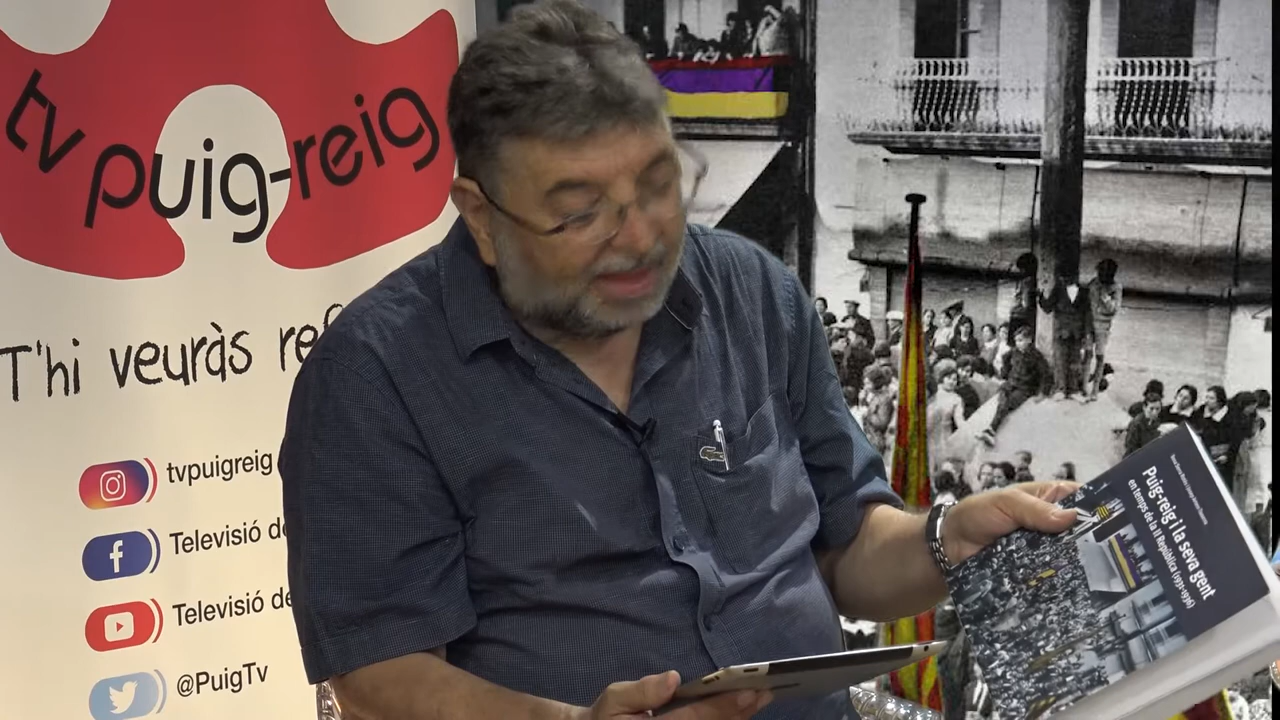 tv puig-reig
T'hi veuràs
tvpuigreig
Televisió de
Televisió de
@PuigTv
Puig-reig i la seva gent
en temps de la II República (1931-1936)